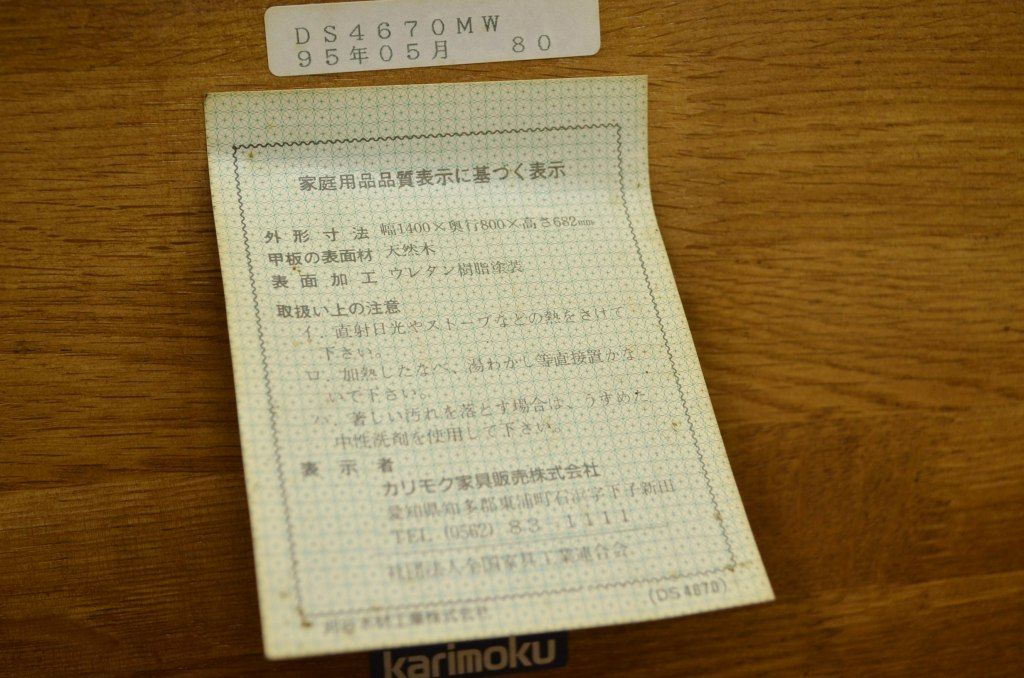 DS4670MW
95年05月 80
家庭用品品質表示に基づく表示
外形寸法 幅1400×奥行800×高さ682mm
甲板の表面材 天然木
表面加工 ウレタン樹脂塗装
取扱い上の注意
イ．直射日光やストーブなどの熱をさけて
下さい。
ロ．加熱したなべ、湯わかし等直接置かな
いで下さい。
ハ．著しい汚れを落とす場合は、うすめた
中性洗剤を使用して下さい。
表示者
カリモク家具販売株式会社
愛知県知多郡東浦町石浜字下子新田
TEL (0562) 83 1111
社団法人全国家具工業連合会
刈谷木材工業株式会社
(DS4670)
karimoku